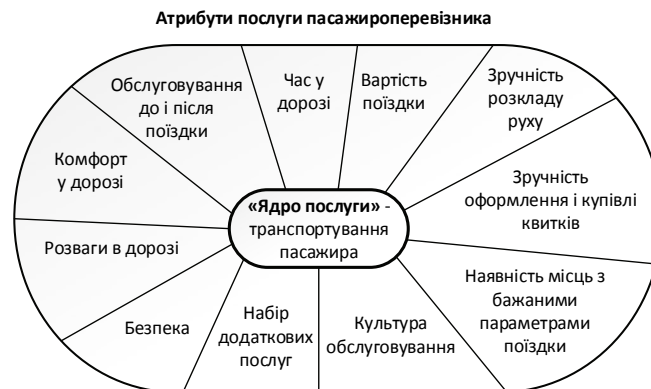 Атрибути послуги пасажироперевізника
Обслуговування
до і після
поїздки
Час у
дорозі
Вартість
поїздки
Зручність
розкладу
руху
Комфорт
у дорозі
Зручність
оформлення і купівлі
квитків
«Ядро послуги» -
транспортування
пасажира
Розваги в дорозі
Наявність місць з
бажаними
параметрами
поїздки
Безпека
Набір
додаткових
послуг
Культура
обслуговування